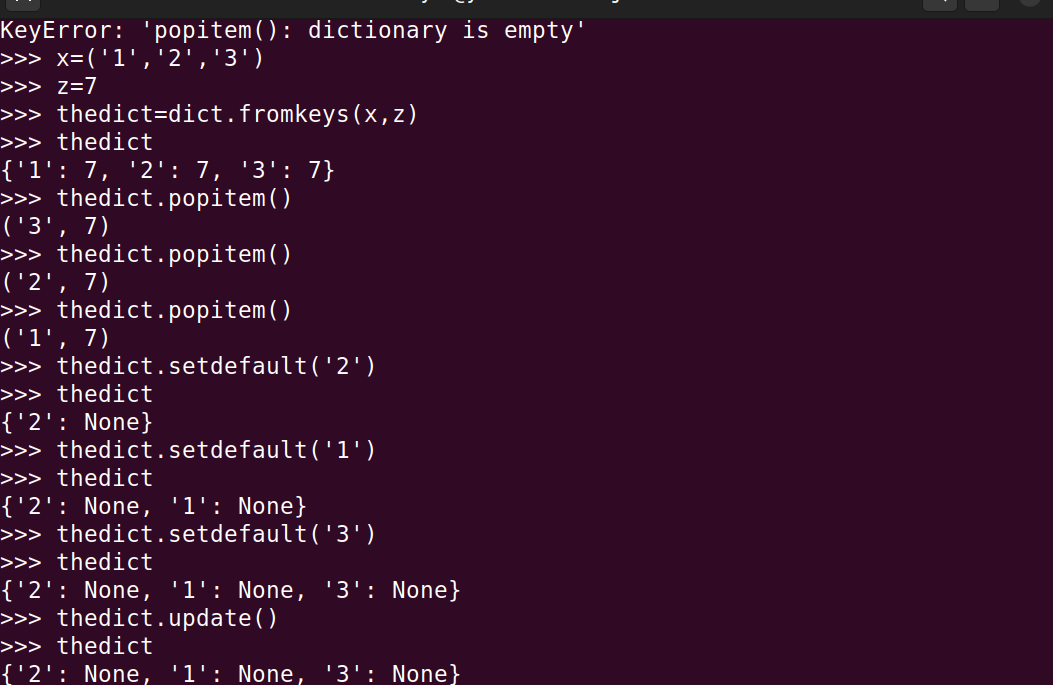 KeyError: 'popitem(): dictionary is empty'
>>> x=('1','2','3')
>>> z=7
>>> thedict=dict.fromkeys(x,z)
>>> thedict
{'1': 7, '2': 7, '3': 7}
>>> thedict.popitem()
('3', 7)
>>> thedict.popitem()
('2', 7)
>>> thedict.popitem()
('1', 7)
>>> thedict.setdefault('2')
>>> thedict
{'2': None}
>>> thedict.setdefault('1')
>>> thedict
{'2': None, '1': None}
>>> thedict.setdefault('3')
>>> thedict
{'2': None, '1': None, '3': None}
>>> thedict.update()
>>> thedict
{'2': None, '1': None, '3': None}